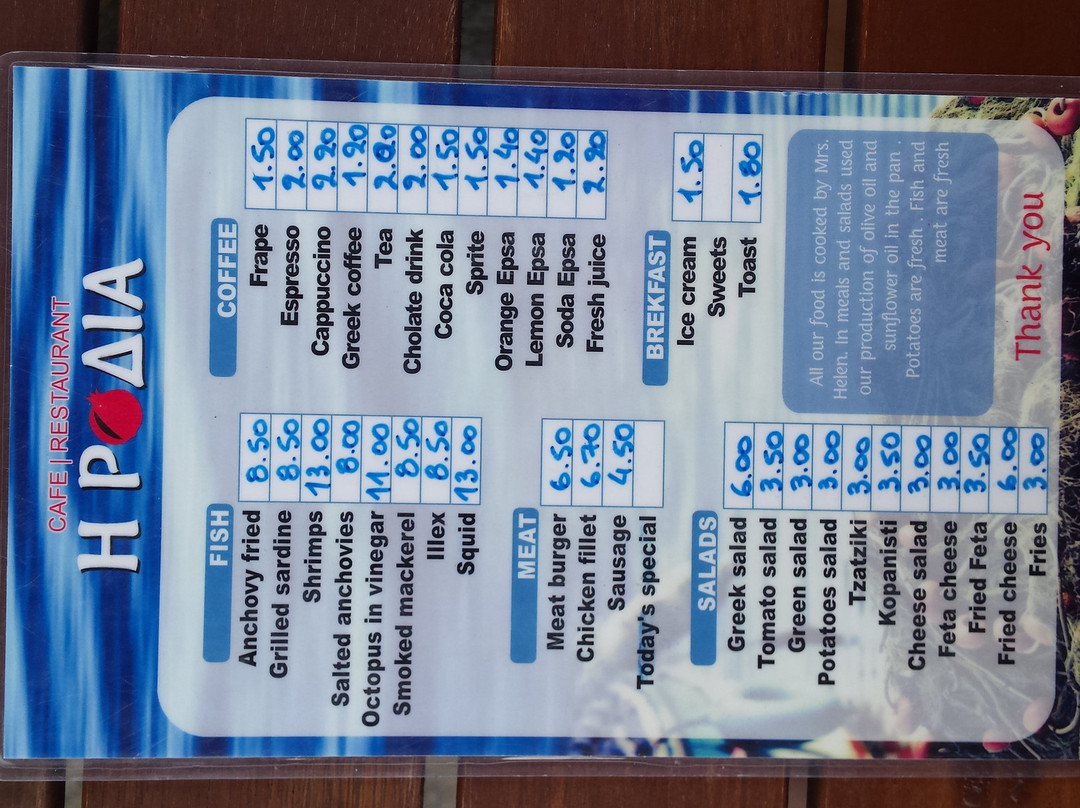 CAFE | RESTAURANT
Η ΡΟΔΙΑ
FISH
Anchovy fried 8.50
Grilled sardine 8.50
Shrimps 13.00
Salted anchovies 8.00
Octopus in vinegar 11.00
Smoked mackerel 8.50
Illex 8.50
Squid 13.00
MEAT
Meat burger 6.50
Chicken fillet 6.70
Sausage 4.50
Today's special
SALADS
Greek salad 6.00
Tomato salad 3.50
Green salad 3.00
Potatoes salad 3.00
Tzatziki 3.00
Kopanisti 3.50
Cheese salad 3.00
Feta cheese 3.00
Fried Feta 3.50
Fried cheese 6.00
Fries 3.00
COFFEE
Frape 1.50
Espresso 2.00
Cappuccino 2.20
Greek coffee 1.20
Tea
Cholate drink 2.00
Coca cola 1.50
Sprite 1.50
Orange Epsa 1.40
Lemon Epsa 1.40
Soda Epsa 1.20
Fresh juice 2.20
BREKFAST
Ice cream 1.50
Sweets
Toast 1.80
All our food is cooked by Mrs.
Helen. In meals and salads used
our production of olive oil and
sunflower oil in the pan .
Potatoes are fresh . Fish and
meat are fresh
Thank you